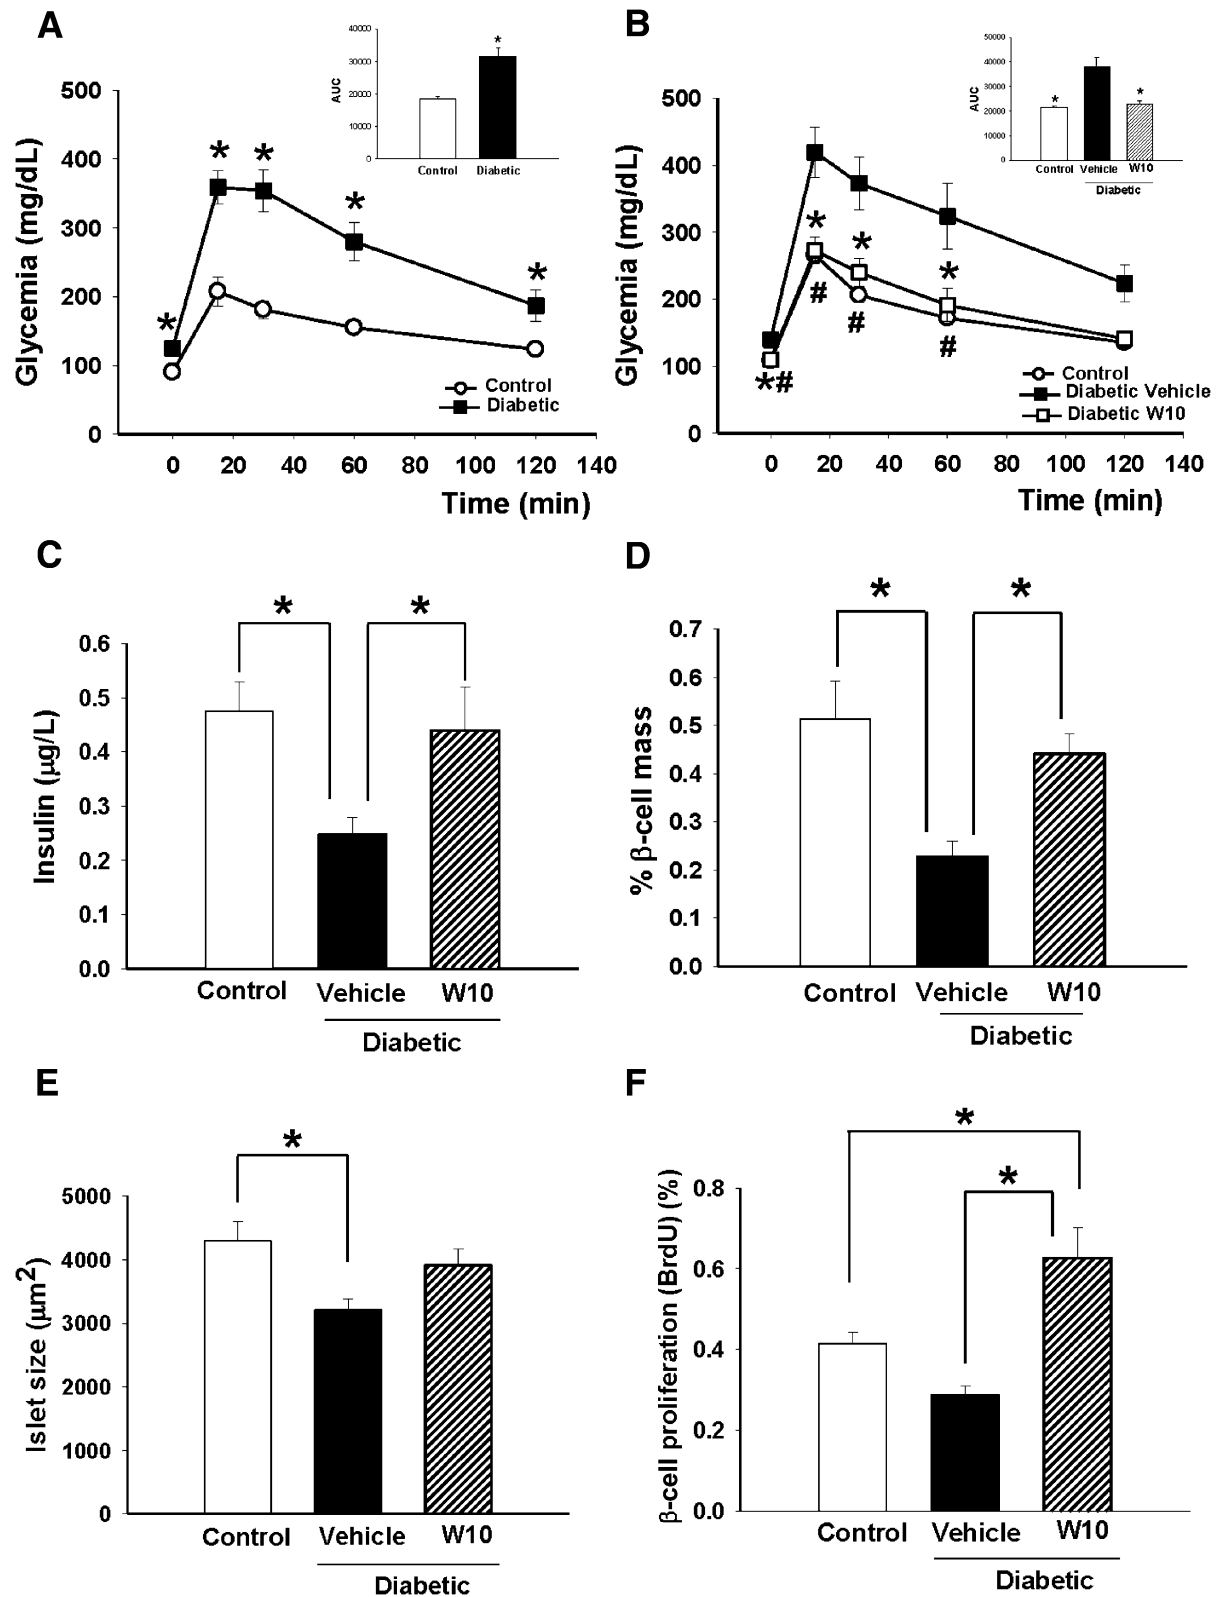 A
500
400
300
200
100
0
Glycemia (mg/dL)
*
*
*
*
*
0
20
40
60
80
100
120
140
Time (min)
Control
Diabetic
40000
30000
20000
10000
0
AUC
*
Control
Diabetic
B
500
400
300
200
100
0
Glycemia (mg/dL)
*
*
*
#
#
#
*#
0
20
40
60
80
100
120
140
Time (min)
Control
Diabetic Vehicle
Diabetic W10
50000
40000
30000
20000
10000
0
AUC
*
*
Control
Vehicle
W10
Diabetic
C
0.6
0.5
0.4
0.3
0.2
0.1
0.0
Insulin (µg/L)
*
*
Control
Vehicle
W10
Diabetic
D
0.7
0.6
0.5
0.4
0.3
0.2
0.1
0.0
% β-cell mass
*
*
Control
Vehicle
W10
Diabetic
E
5000
4000
3000
2000
1000
0
Islet size (µm²)
*
Control
Vehicle
W10
Diabetic
F
0.8
0.6
0.4
0.2
0.0
β-cell proliferation (BrdU) (%)
*
*
Control
Vehicle
W10
Diabetic